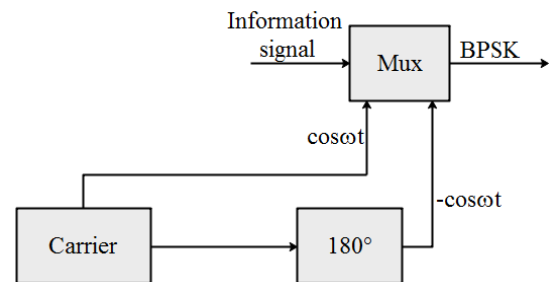 Information
signal
Mux
BPSK
cosωt
-cosωt
Carrier
180°